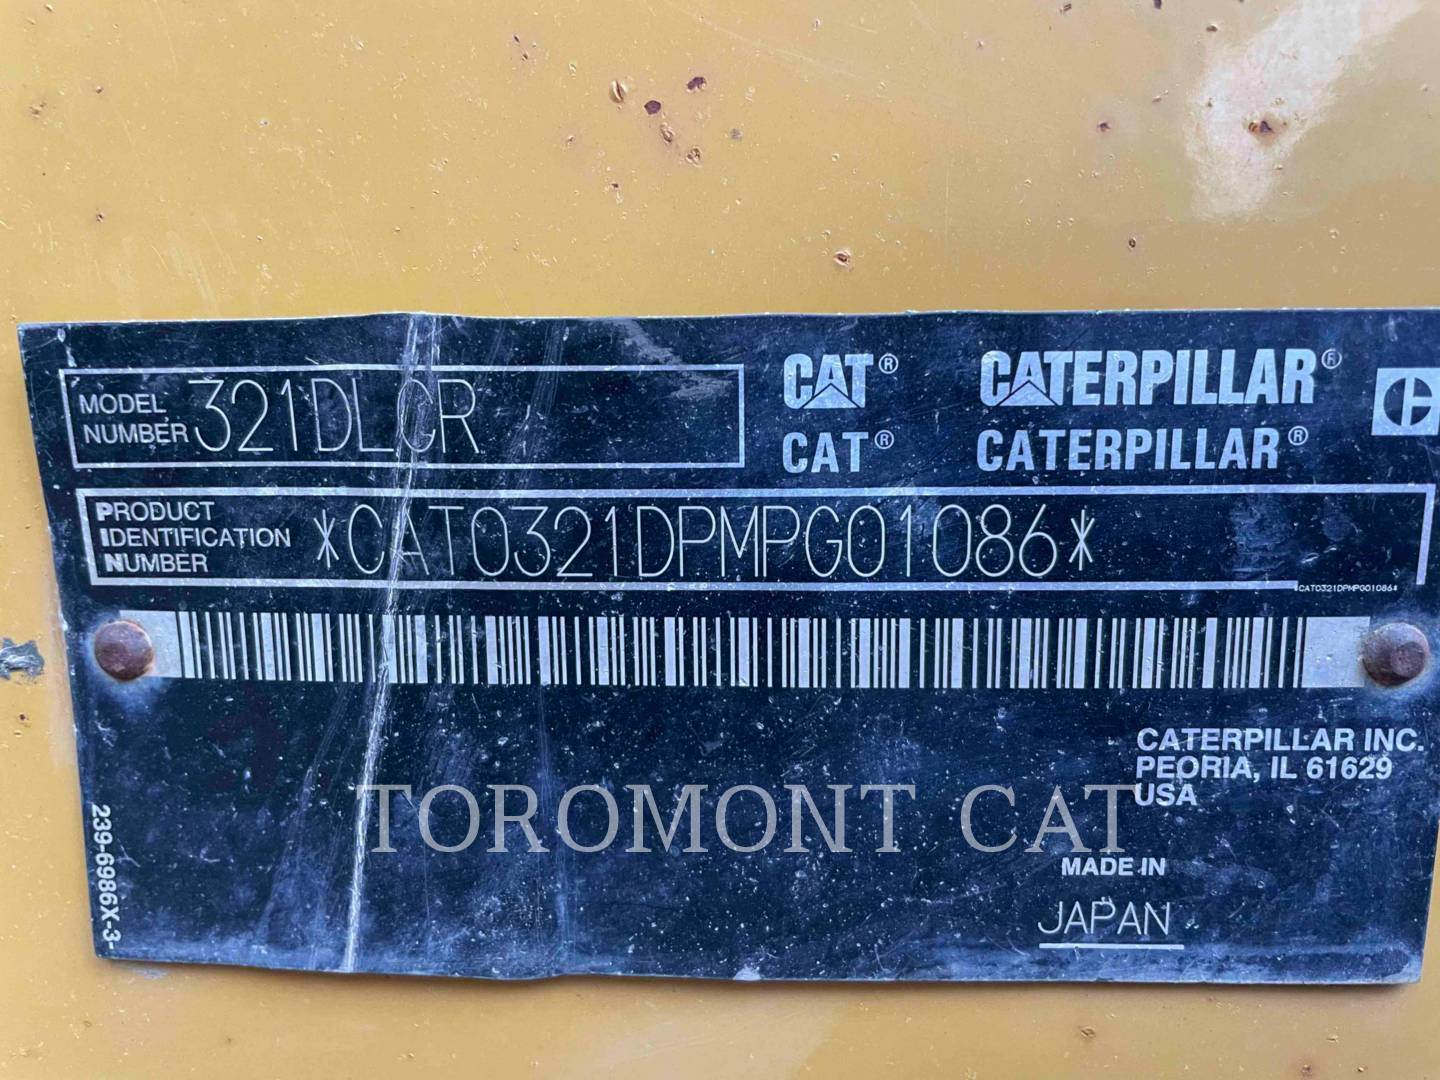 MODEL NUMBER 321DLCR
CAT® CATERPILLAR®
CAT® CATERPILLAR®
PRODUCT
IDENTIFICATION
NUMBER
*CAT0321DPMPG01086*
*CAT0321DPMPG01086*
CATERPILLAR INC.
PEORIA, IL 61629
USA
TOROMONT CAT
MADE IN
JAPAN
239-6986X-3-